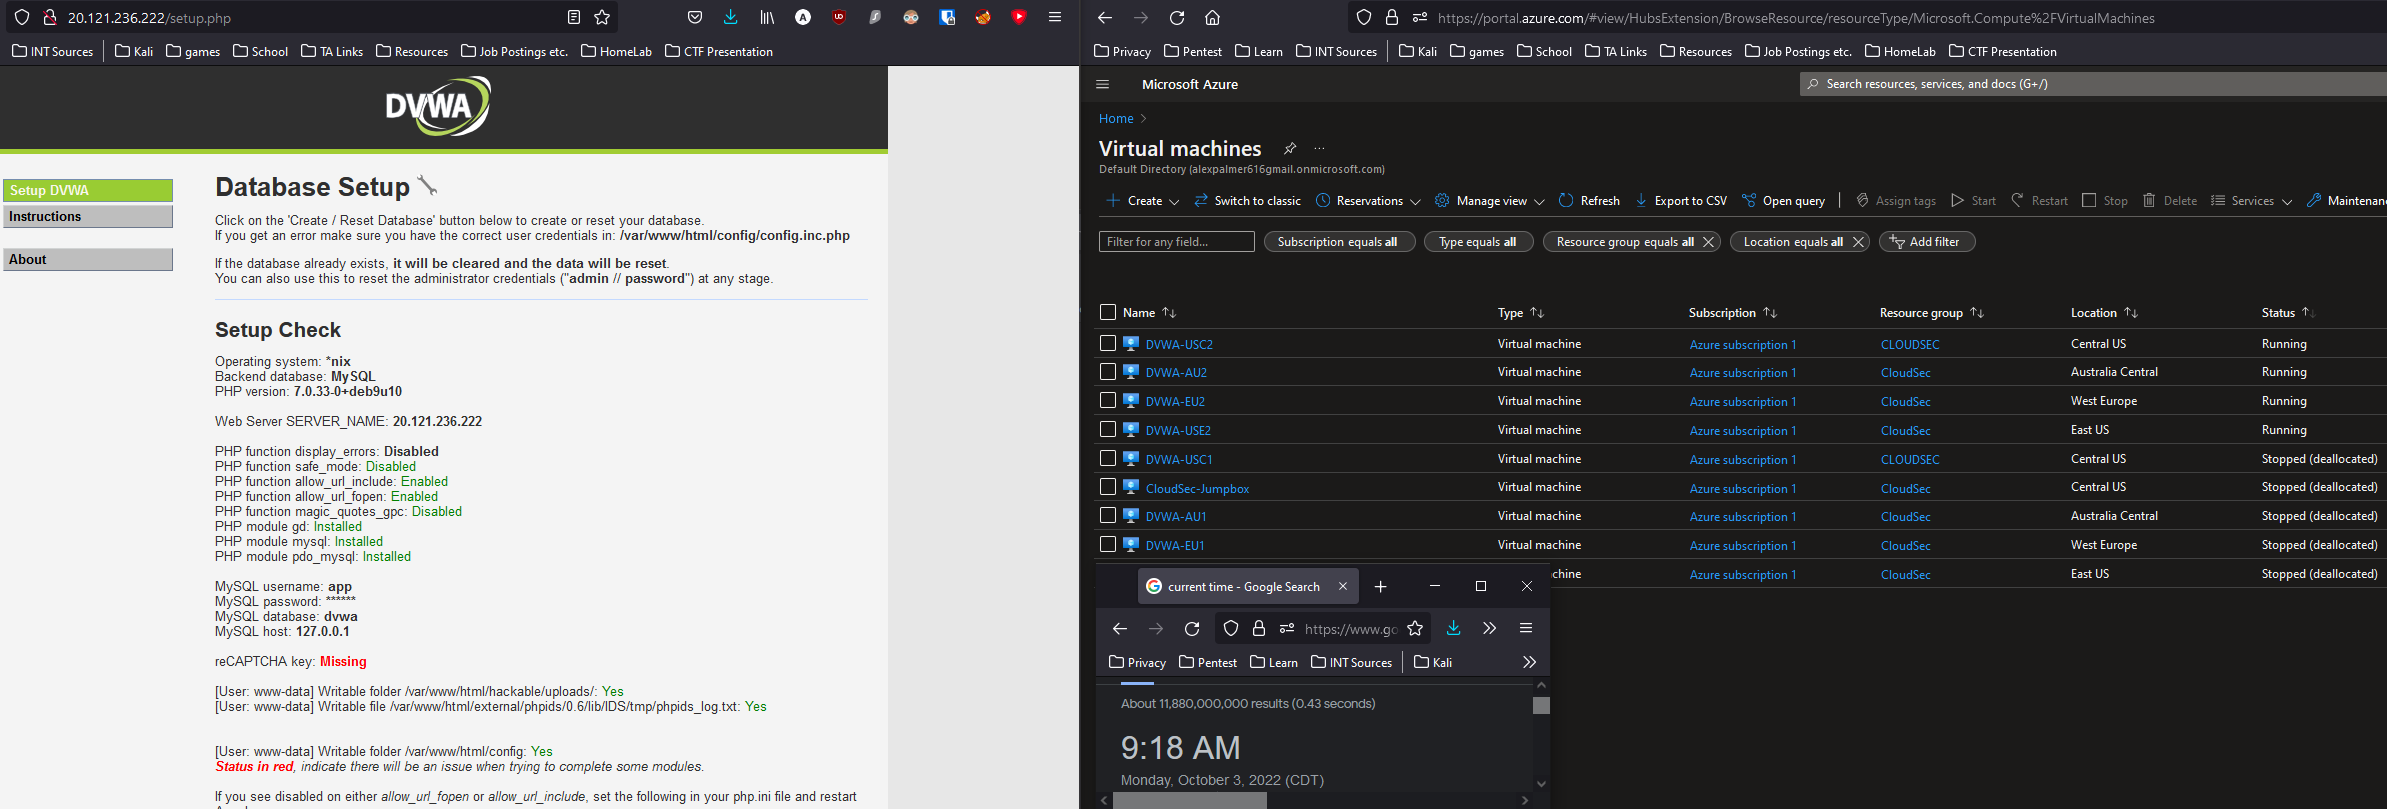 20.121.236.222/setup.php
INT Sources Kali games School TA Links Resources Job Postings etc. HomeLab CTF Presentation
DVWA
Setup DVWA
Instructions
About
Database Setup
Click on the 'Create / Reset Database' button below to create or reset your database.
If you get an error make sure you have the correct user credentials in: /var/www/html/config/config.inc.php
If the database already exists, it will be cleared and the data will be reset.
You can also use this to reset the administrator credentials ("admin // password") at any stage.
Setup Check
Operating system: *nix
Backend database: MySQL
PHP version: 7.0.33-0+deb9u10
Web Server SERVER_NAME: 20.121.236.222
PHP function display_errors: Disabled
PHP function safe_mode: Disabled
PHP function allow_url_include: Enabled
PHP function allow_url_fopen: Enabled
PHP function magic_quotes_gpc: Disabled
PHP module gd: Installed
PHP module mysql: Installed
PHP module pdo_mysql: Installed
MySQL username: app
MySQL password: ******
MySQL database: dvwa
MySQL host: 127.0.0.1
reCAPTCHA key: Missing
[User: www-data] Writable folder /var/www/html/hackable/uploads/: Yes
[User: www-data] Writable file /var/www/html/external/phpids/0.6/lib/IDS/tmp/phpids_log.txt: Yes
[User: www-data] Writable folder /var/www/html/config: Yes
Status in red, indicate there will be an issue when trying to complete some modules.
If you see disabled on either allow_url_fopen or allow_url_include, set the following in your php.ini file and restart
https://portal.azure.com/#view/HubsExtension/BrowseResource/resourceType/Microsoft.Compute%2FVirtualMachines
Privacy Pentest Learn INT Sources Kali games School TA Links Resources Job Postings etc. HomeLab CTF Presentation
Microsoft Azure
Search resources, services, and docs (G+/)
Home >
Virtual machines ...
Default Directory (alexpalmer616gmail.onmicrosoft.com)
+ Create Switch to classic Reservations Manage view Refresh Export to CSV Open query Assign tags Start Restart Stop Delete Services Maintenan
Filter for any field... Subscription equals all Type equals all Resource group equals all Location equals all Add filter
Name Type Subscription Resource group Location Status
DVWA-USC2 Virtual machine Azure subscription 1 CLOUDSEC Central US Running
DVWA-AU2 Virtual machine Azure subscription 1 CloudSec Australia Central Running
DVWA-EU2 Virtual machine Azure subscription 1 CloudSec West Europe Running
DVWA-USE2 Virtual machine Azure subscription 1 CloudSec East US Running
DVWA-USC1 Virtual machine Azure subscription 1 CLOUDSEC Central US Stopped (deallocated)
CloudSec-Jumpbox Virtual machine Azure subscription 1 CloudSec Central US Stopped (deallocated)
DVWA-AU1 Virtual machine Azure subscription 1 CloudSec Australia Central Stopped (deallocated)
DVWA-EU1 Virtual machine Azure subscription 1 CloudSec West Europe Stopped (deallocated)
chine Azure subscription 1 CloudSec East US Stopped (deallocated)
current time - Google Search
https://www.go
Privacy Pentest Learn INT Sources Kali
About 11,880,000,000 results (0.43 seconds)
9:18 AM
Monday, October 3, 2022 (CDT)